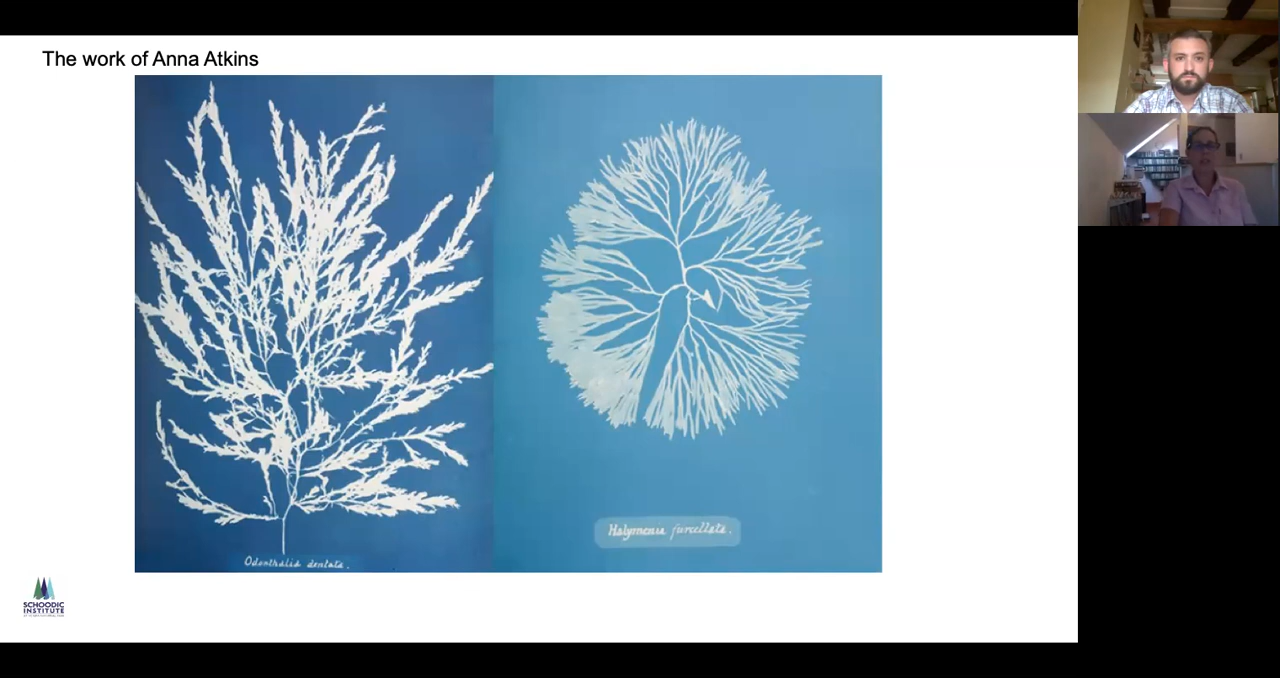 The work of Anna Atkins
Odonthalia dentata.
Halymenia furcellata.
SCHOODIC
INSTITUTE